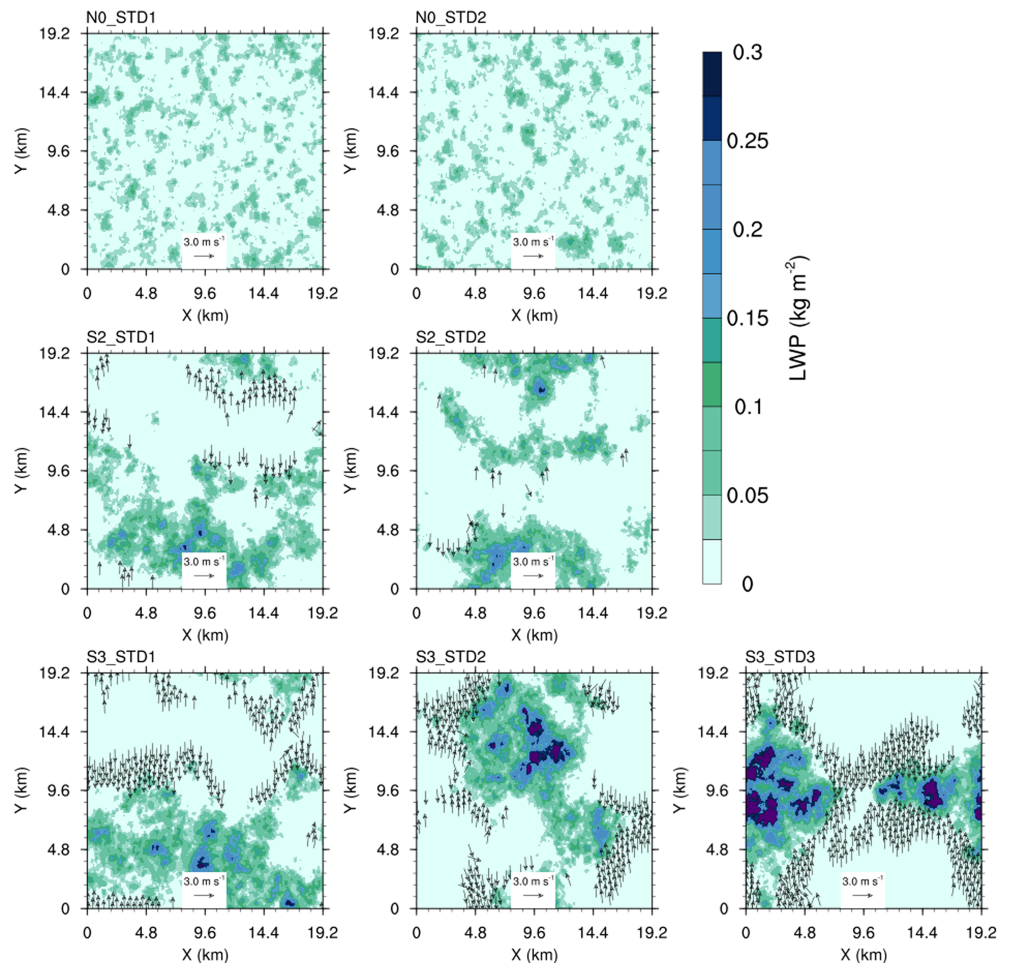 N0_STD1
N0_STD2
19.2
14.4
9.6
4.8
0
Y (km)
3.0 m s⁻¹
0 4.8 9.6 14.4 19.2
X (km)
19.2
14.4
9.6
4.8
0
Y (km)
3.0 m s⁻¹
0 4.8 9.6 14.4 19.2
X (km)
0.3
0.25
0.2
0.15
0.1
0.05
0
LWP (kg m⁻²)
S2_STD1
S2_STD2
19.2
14.4
9.6
4.8
0
Y (km)
3.0 m s⁻¹
0 4.8 9.6 14.4 19.2
X (km)
19.2
14.4
9.6
4.8
0
Y (km)
3.0 m s⁻¹
0 4.8 9.6 14.4 19.2
X (km)
S3_STD1
S3_STD2
S3_STD3
19.2
14.4
9.6
4.8
0
Y (km)
3.0 m s⁻¹
0 4.8 9.6 14.4 19.2
X (km)
19.2
14.4
9.6
4.8
0
Y (km)
3.0 m s⁻¹
0 4.8 9.6 14.4 19.2
X (km)
19.2
14.4
9.6
4.8
0
Y (km)
3.0 m s⁻¹
0 4.8 9.6 14.4 19.2
X (km)